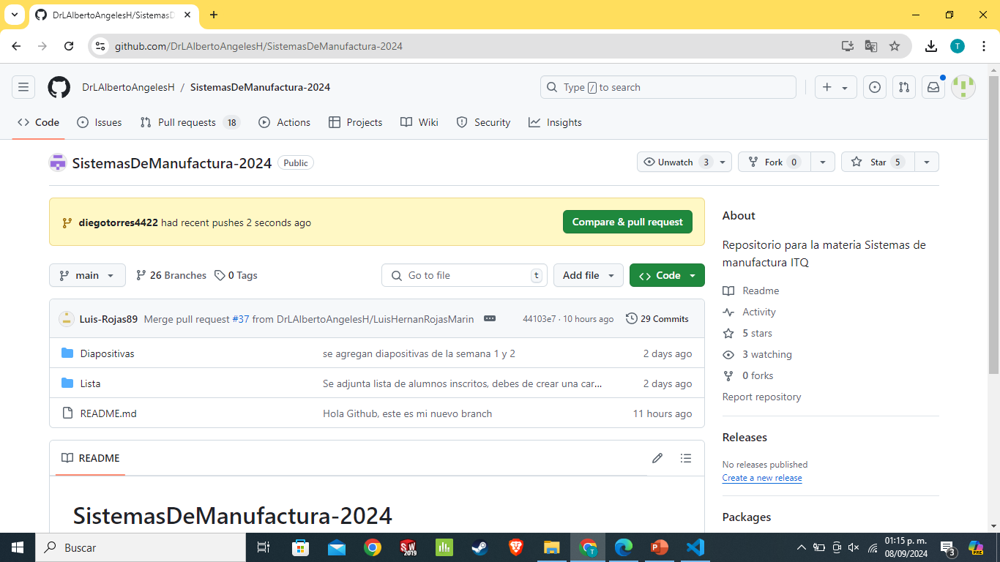 DrLAlbertoAngelesH/SistemasD
github.com/DrLAlbertoAngelesH/SistemasDeManufactura-2024
T
DrLAlbertoAngelesH / SistemasDeManufactura-2024
Type / to search
Code Issues Pull requests 18 Actions Projects Wiki Security Insights
SistemasDeManufactura-2024 Public
Unwatch 3 Fork 0 Star 5
diegotorres4422 had recent pushes 2 seconds ago
Compare & pull request
main 26 Branches 0 Tags Go to file t Add file Code
Luis-Rojas89 Merge pull request #37 from DrLAlbertoAngelesH/LuisHernanRojasMarin 44103e7 · 10 hours ago 29 Commits
Diapositivas se agregan diapositivas de la semana 1 y 2 2 days ago
Lista Se adjunta lista de alumnos inscritos, debes de crear una car... 2 days ago
README.md Hola Github, este es mi nuevo branch 11 hours ago
README
SistemasDeManufactura-2024
About
Repositorio para la materia Sistemas de
manufactura ITQ
Readme
Activity
5 stars
3 watching
0 forks
Report repository
Releases
No releases published
Create a new release
Packages
Buscar
SW
2019
T
P
01:15 p. m.
08/09/2024
3
PRE